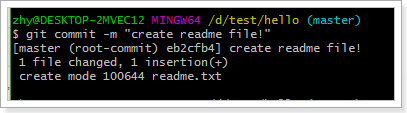 zhy@DESKTOP-2MVEC12 MINGW64 /d/test/hello (master)
$ git commit -m "create readme file!"
[master (root-commit) eb2cfb4] create readme file!
1 file changed, 1 insertion(+)
create mode 100644 readme.txt